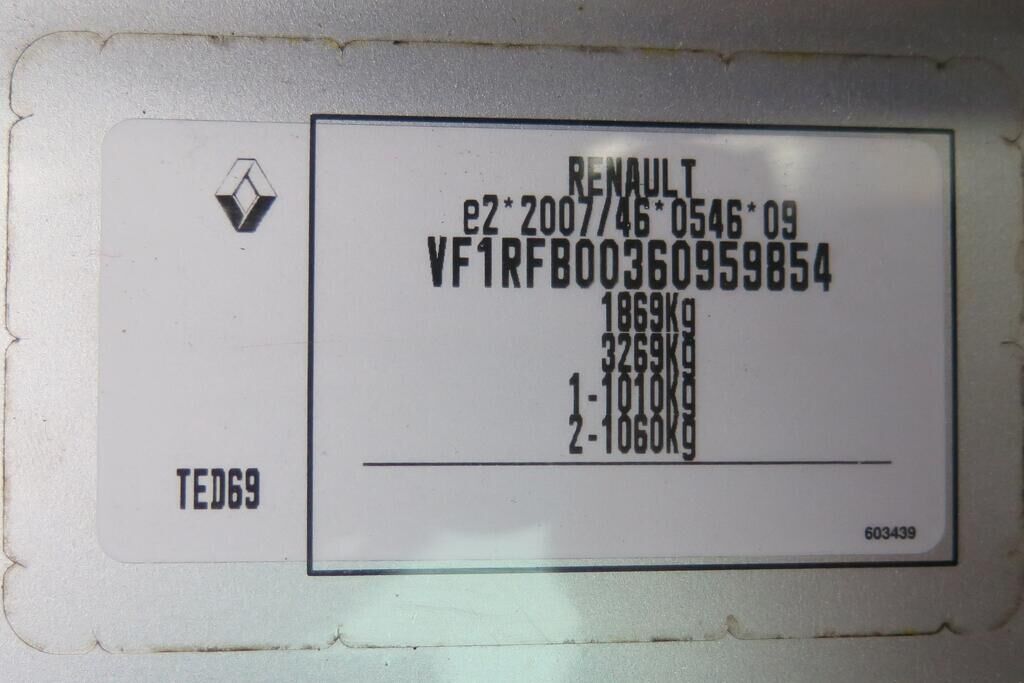 RENAULT
e2*2007/46*0546*09
VF1RFB00360959854
1869Kg
3269Kg
1-1010Kg
2-1060Kg
TED69
603439